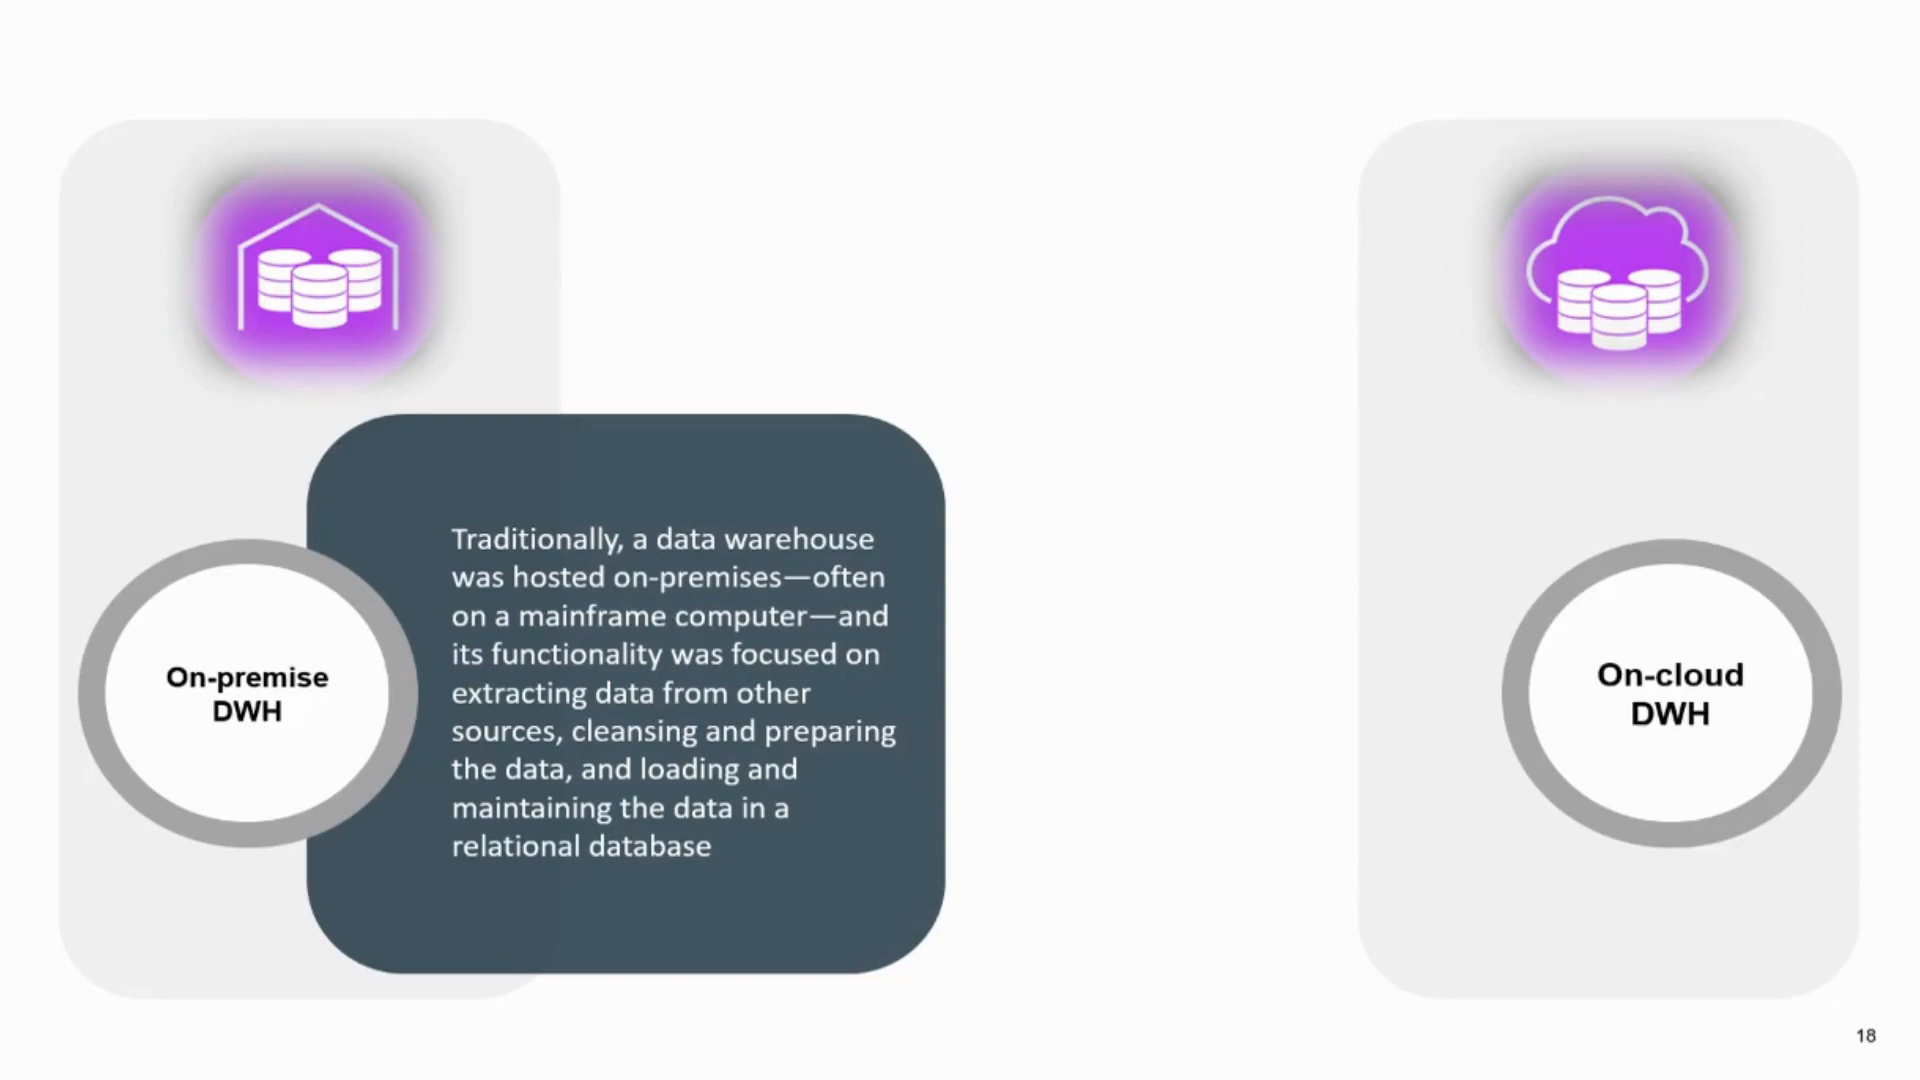 On-premise
DWH
Traditionally, a data warehouse
was hosted on-premises—often
on a mainframe computer—and
its functionality was focused on
extracting data from other
sources, cleansing and preparing
the data, and loading and
maintaining the data in a
relational database
On-cloud
DWH
18